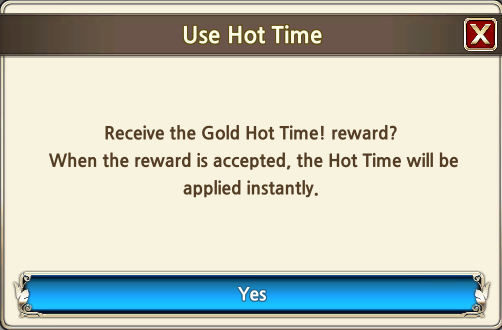 Use Hot Time
X
Receive the Gold Hot Time! reward?
When the reward is accepted, the Hot Time will be
applied instantly.
Yes